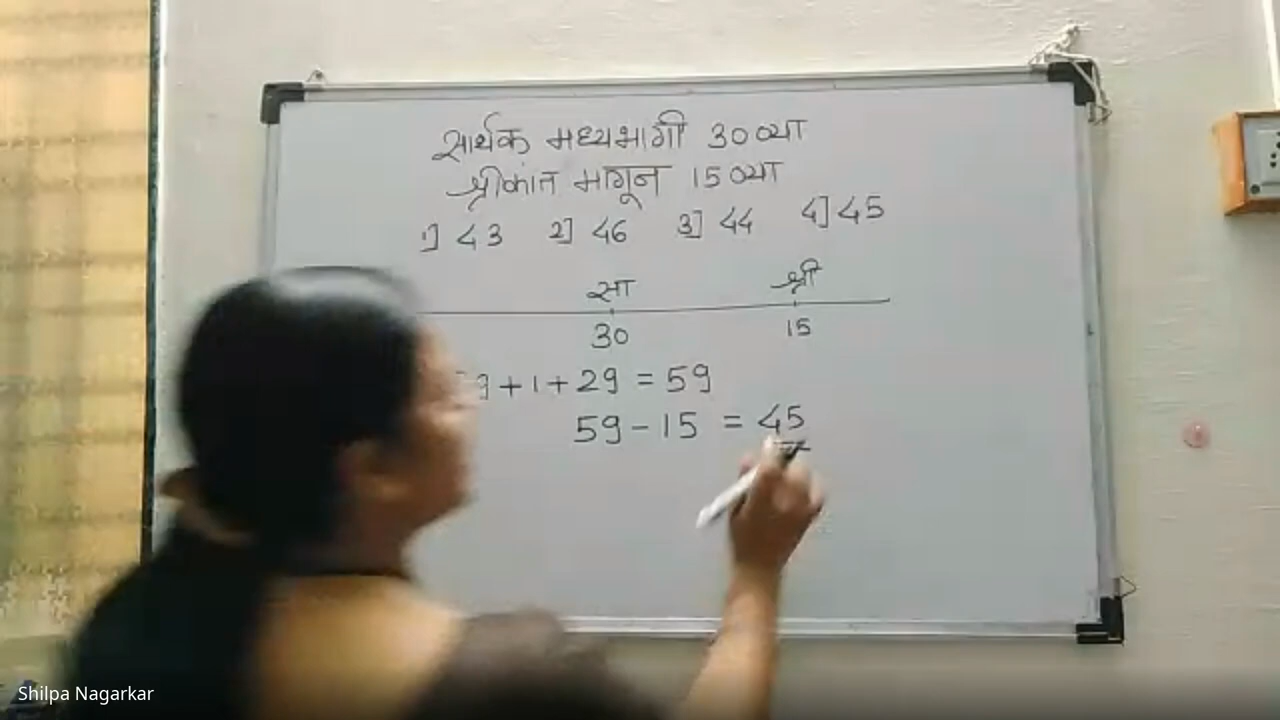 सार्थक मध्यभागी 30 व्या
श्रीकांत मागून 15 व्या
1] 43 2] 46 3] 44 4] 45
सा श्री
30 15
9 + 1 + 29 = 59
59 - 15 = 45
Shilpa Nagarkar